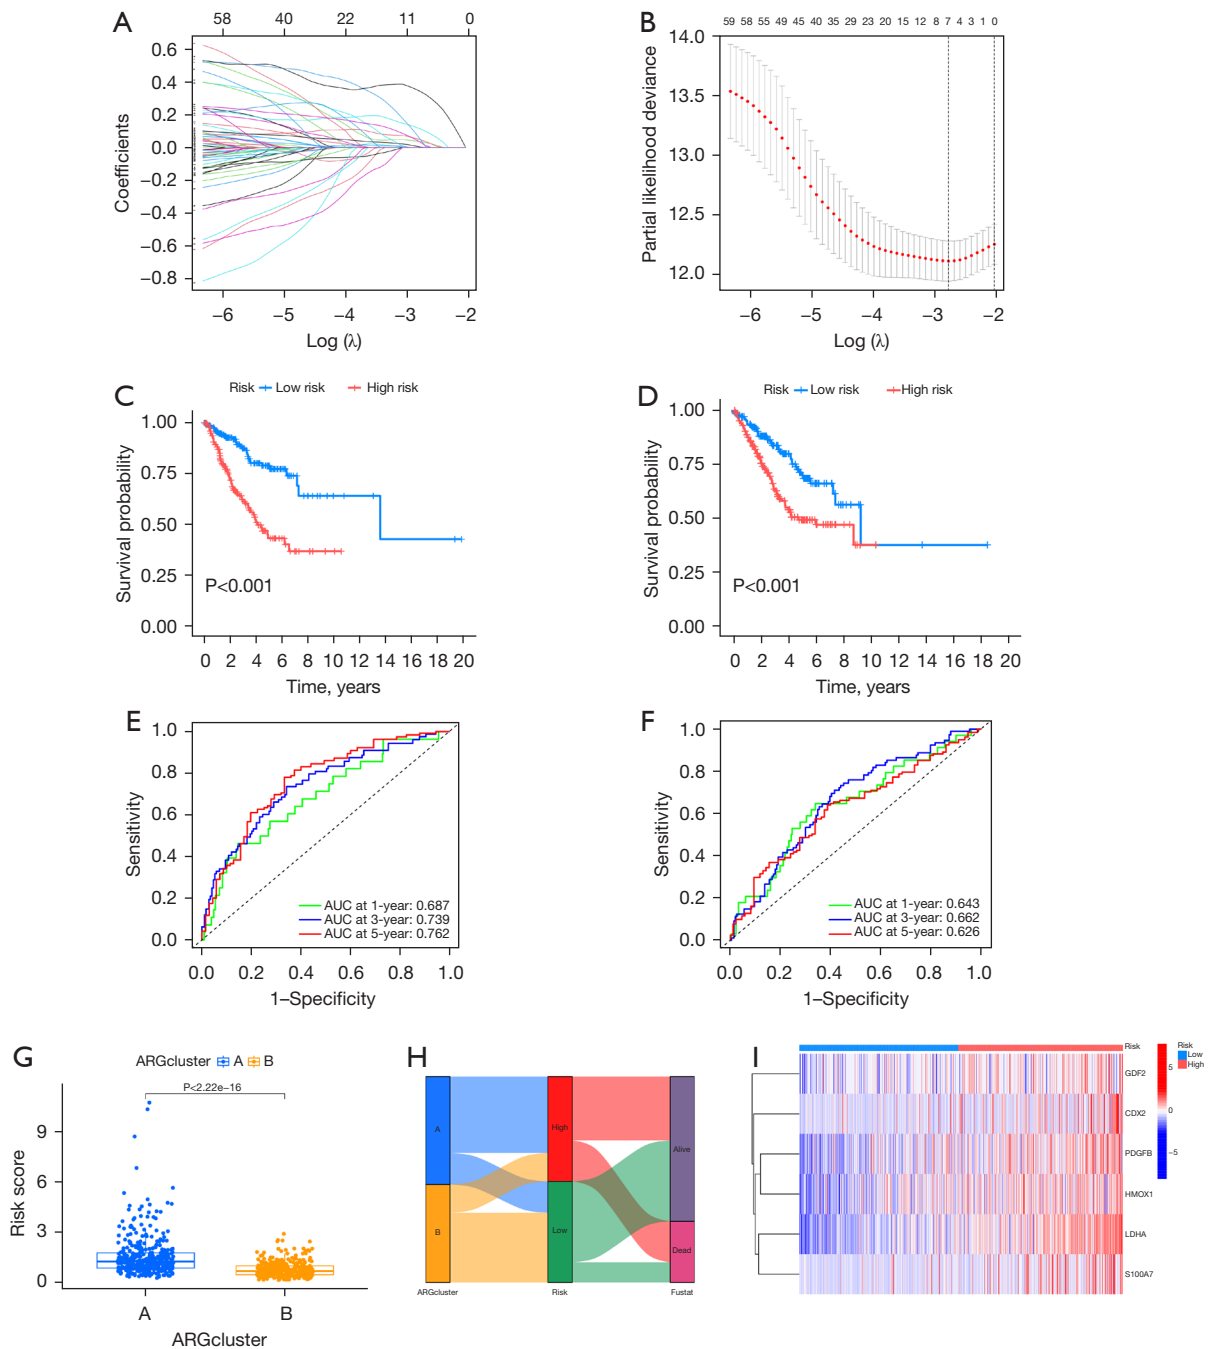 A
58 40 22 11 0
0.6
0.4
0.2
0.0
−0.2
−0.4
−0.6
−0.8
Coefficients
−6 −5 −4 −3 −2
Log (λ)
B
59 58 55 49 45 40 35 29 23 20 15 12 8 7 4 3 1 0
14.0
13.5
13.0
12.5
12.0
Partial likelihood deviance
−6 −5 −4 −3 −2
Log (λ)
C
Risk Low risk High risk
1.00
0.75
0.50
0.25
0.00
Survival probability
P<0.001
0 2 4 6 8 10 12 14 16 18 20
Time, years
D
Risk Low risk High risk
1.00
0.75
0.50
0.25
0.00
Survival probability
P<0.001
0 2 4 6 8 10 12 14 16 18 20
Time, years
E
1.0
0.8
0.6
0.4
0.2
0.0
Sensitivity
AUC at 1-year: 0.687
AUC at 3-year: 0.739
AUC at 5-year: 0.762
0.0 0.2 0.4 0.6 0.8 1.0
1–Specificity
F
1.0
0.8
0.6
0.4
0.2
0.0
Sensitivity
AUC at 1-year: 0.643
AUC at 3-year: 0.662
AUC at 5-year: 0.626
0.0 0.2 0.4 0.6 0.8 1.0
1–Specificity
G
ARGcluster A B
P<2.22e−16
9
6
3
0
Risk score
A B
ARGcluster
H
A
B
High
Low
Alive
Dead
ARGcluster Risk Fustat
I
Risk
GDF2
CDX2
PDGFB
HMOX1
LDHA
S100A7
5
0
−5
Risk
Low
High